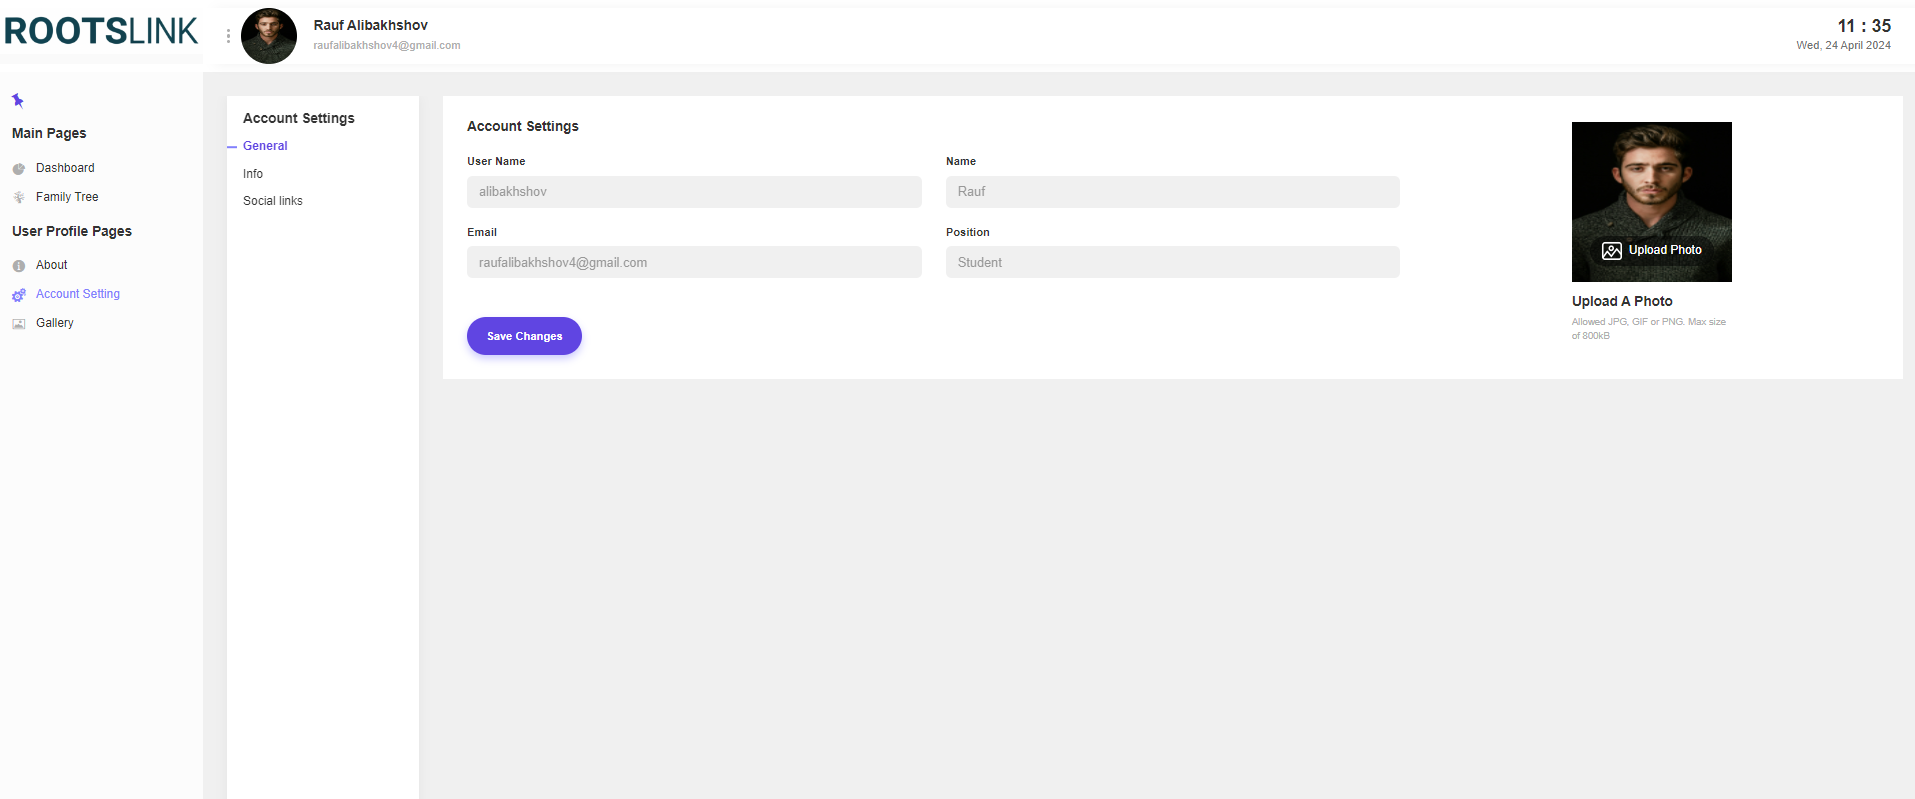 ROOTSLINK
Rauf Alibakhshov
raufalibakhshov4@gmail.com
11 : 35
Wed, 24 April 2024
Main Pages
Dashboard
Family Tree
User Profile Pages
About
Account Setting
Gallery
Account Settings
General
Info
Social links
Account Settings
User Name
alibakhshov
Name
Rauf
Email
raufalibakhshov4@gmail.com
Position
Student
Save Changes
Upload Photo
Upload A Photo
Allowed JPG, GIF or PNG. Max size
of 800kB